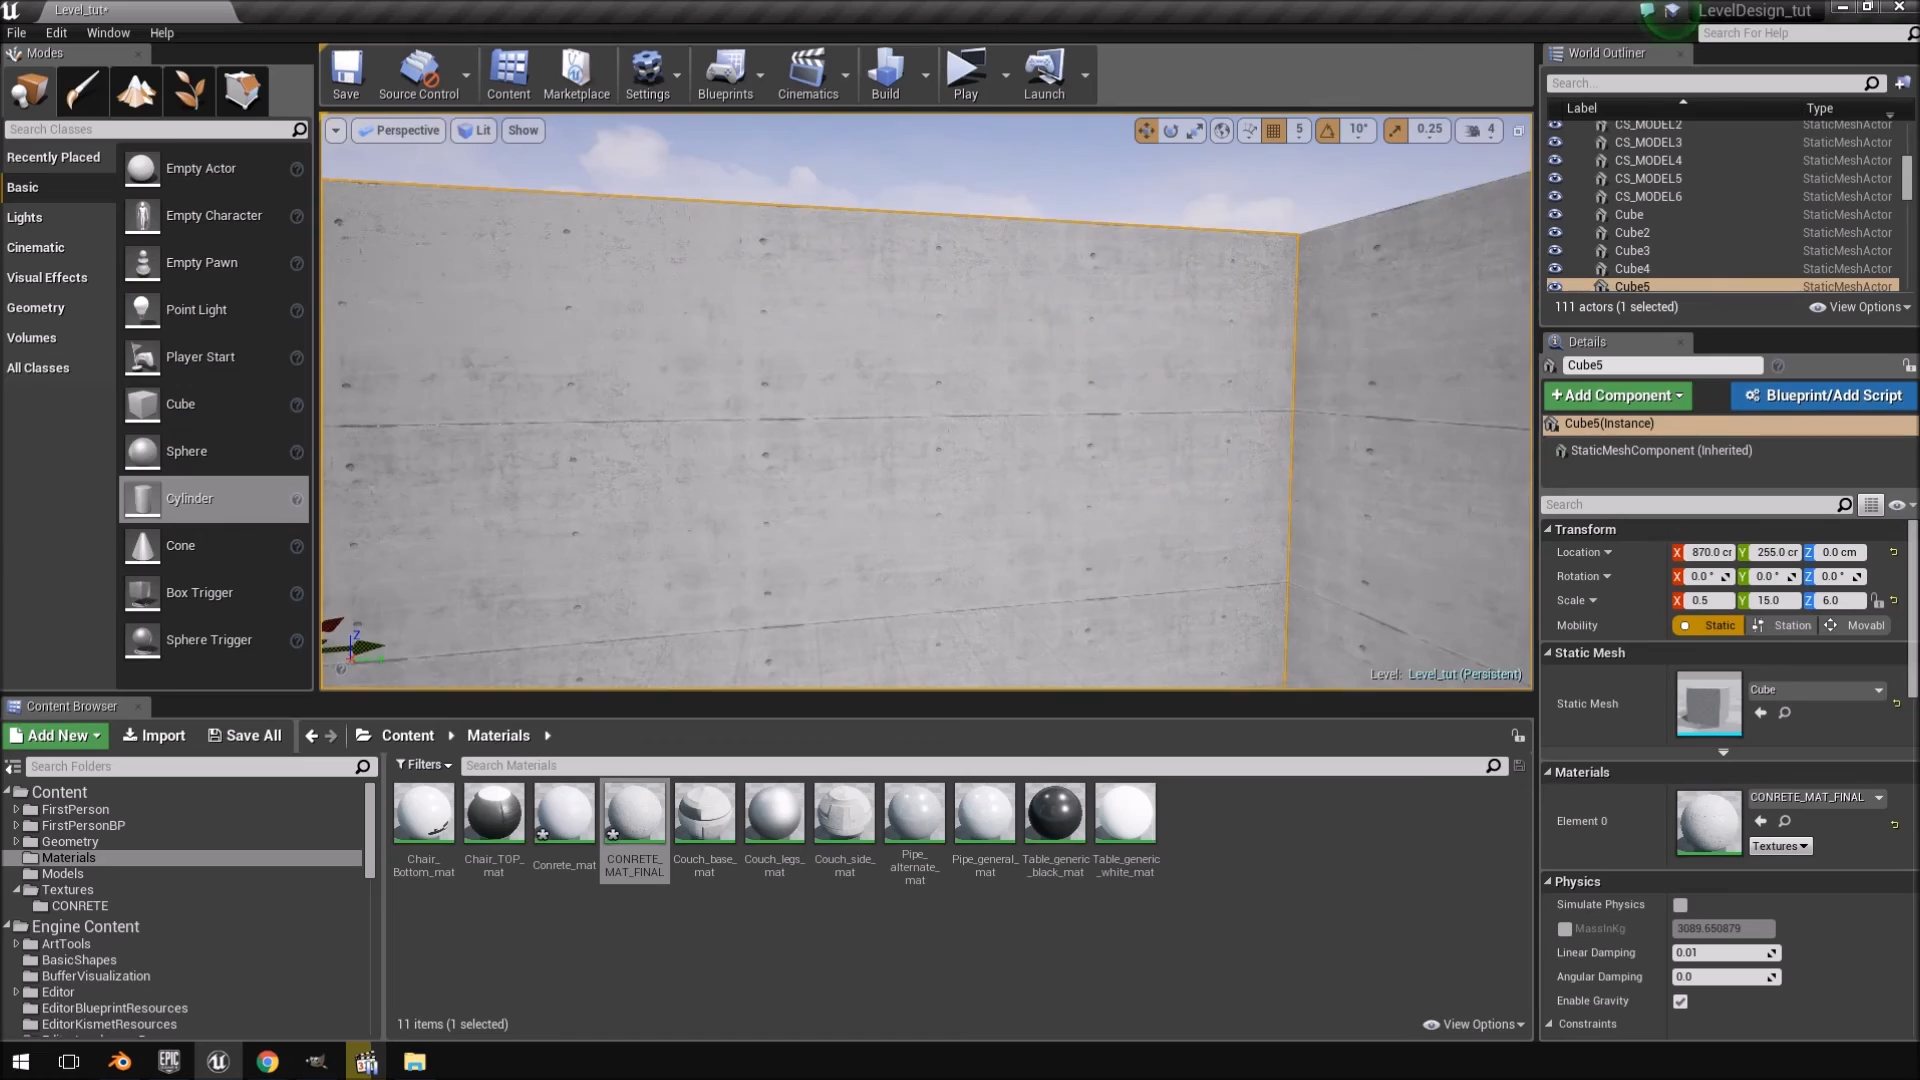 Level_tut*
LevelDesign_tut
File Edit Window Help
Search For Help
Modes
Search Classes
Recently Placed
Basic
Lights
Cinematic
Visual Effects
Geometry
Volumes
All Classes
Empty Actor
Empty Character
Empty Pawn
Point Light
Player Start
Cube
Sphere
Cylinder
Cone
Box Trigger
Sphere Trigger
Save Source Control Content Marketplace Settings Blueprints Cinematics Build Play Launch
Perspective Lit Show
5 10° 0.25 4
Level: Level_tut (Persistent)
World Outliner
Search...
Label Type
CS_MODEL2 StaticMeshActor
CS_MODEL3 StaticMeshActor
CS_MODEL4 StaticMeshActor
CS_MODEL5 StaticMeshActor
CS_MODEL6 StaticMeshActor
Cube StaticMeshActor
Cube2 StaticMeshActor
Cube3 StaticMeshActor
Cube4 StaticMeshActor
Cube5 StaticMeshActor
111 actors (1 selected) View Options
Details
Cube5
+Add Component Blueprint/Add Script
Cube5(Instance)
StaticMeshComponent (Inherited)
Search
Transform
Location X 870.0 cr Y 255.0 cr Z 0.0 cm
Rotation X 0.0 ° Y 0.0 ° Z 0.0 °
Scale X 0.5 Y 15.0 Z 6.0
Mobility Static Station Movabl
Static Mesh
Static Mesh Cube
Materials
Element 0 CONRETE_MAT_FINAL
Textures
Physics
Simulate Physics
MassInKg 3089.650879
Linear Damping 0.01
Angular Damping 0.0
Enable Gravity
Constraints
Content Browser
Add New Import Save All Content Materials
Search Folders
Content
FirstPerson
FirstPersonBP
Geometry
Materials
Models
Textures
CONRETE
Engine Content
ArtTools
BasicShapes
BufferVisualization
Editor
EditorBlueprintResources
EditorKismetResources
Filters Search Materials
Chair_
Bottom_mat
Chair_TOP_
mat
Conrete_mat
CONRETE_
MAT_FINAL
Couch_base_
mat
Couch_legs_
mat
Couch_side_
mat
Pipe_
alternate_
mat
Pipe_general_
mat
Table_generic
_black_mat
Table_generic
_white_mat
11 items (1 selected) View Options
EPIC